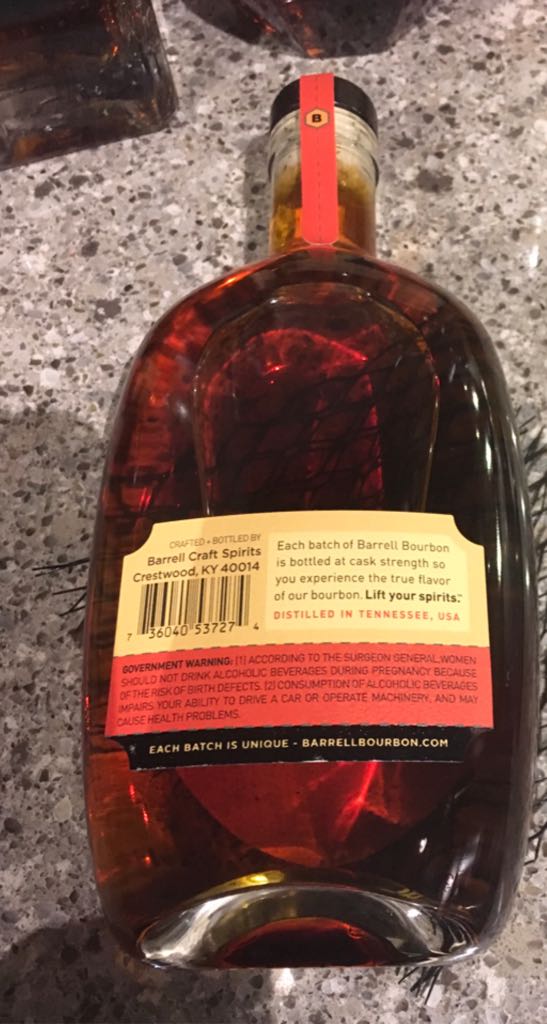 B
CRAFTED + BOTTLED BY
Barrell Craft Spirits
Crestwood, KY 40014
7 36040 53727 4
Each batch of Barrell Bourbon
is bottled at cask strength so
you experience the true flavor
of our bourbon. Lift your spirits.™
DISTILLED IN TENNESSEE, USA
GOVERNMENT WARNING: (1) ACCORDING TO THE SURGEON GENERAL, WOMEN
SHOULD NOT DRINK ALCOHOLIC BEVERAGES DURING PREGNANCY BECAUSE
OF THE RISK OF BIRTH DEFECTS. (2) CONSUMPTION OF ALCOHOLIC BEVERAGES
IMPAIRS YOUR ABILITY TO DRIVE A CAR OR OPERATE MACHINERY, AND MAY
CAUSE HEALTH PROBLEMS.
EACH BATCH IS UNIQUE - BARRELLBOURBON.COM